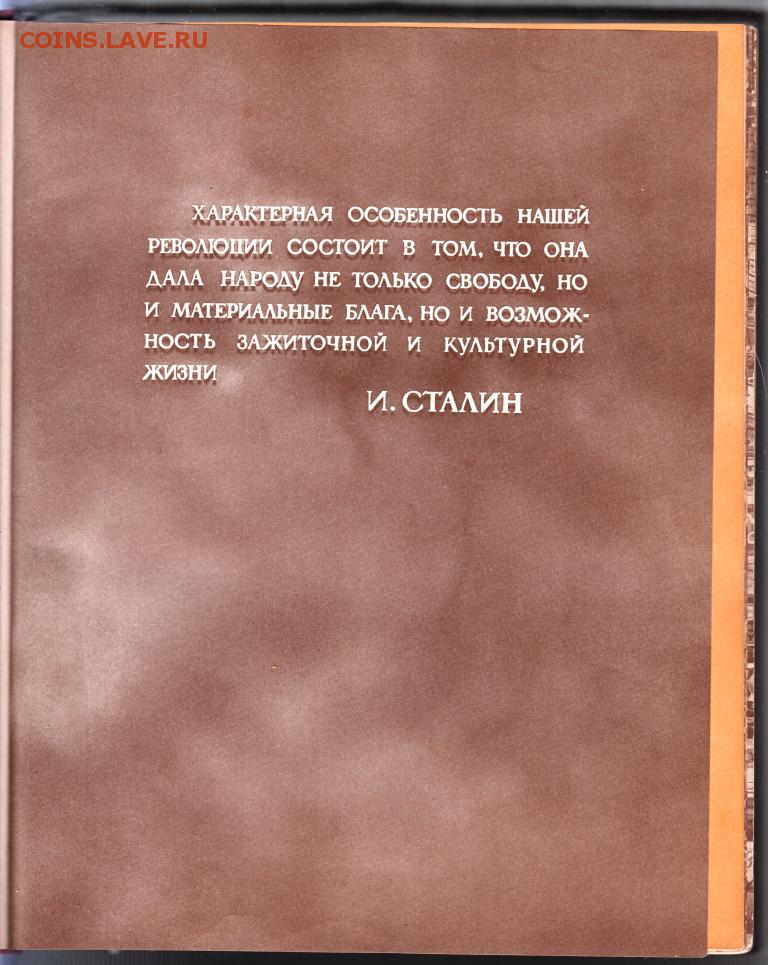 COINS.LAVE.RU
ХАРАКТЕРНАЯ ОСОБЕННОСТЬ НАШЕЙ
РЕВОЛЮЦИИ СОСТОИТ В ТОМ, ЧТО ОНА
ДАЛА НАРОДУ НЕ ТОЛЬКО СВОБОДУ, НО
И МАТЕРИАЛЬНЫЕ БЛАГА, НО И ВОЗМОЖ-
НОСТЬ ЗАЖИТОЧНОЙ И КУЛЬТУРНОЙ
ЖИЗНИ
И. СТАЛИН